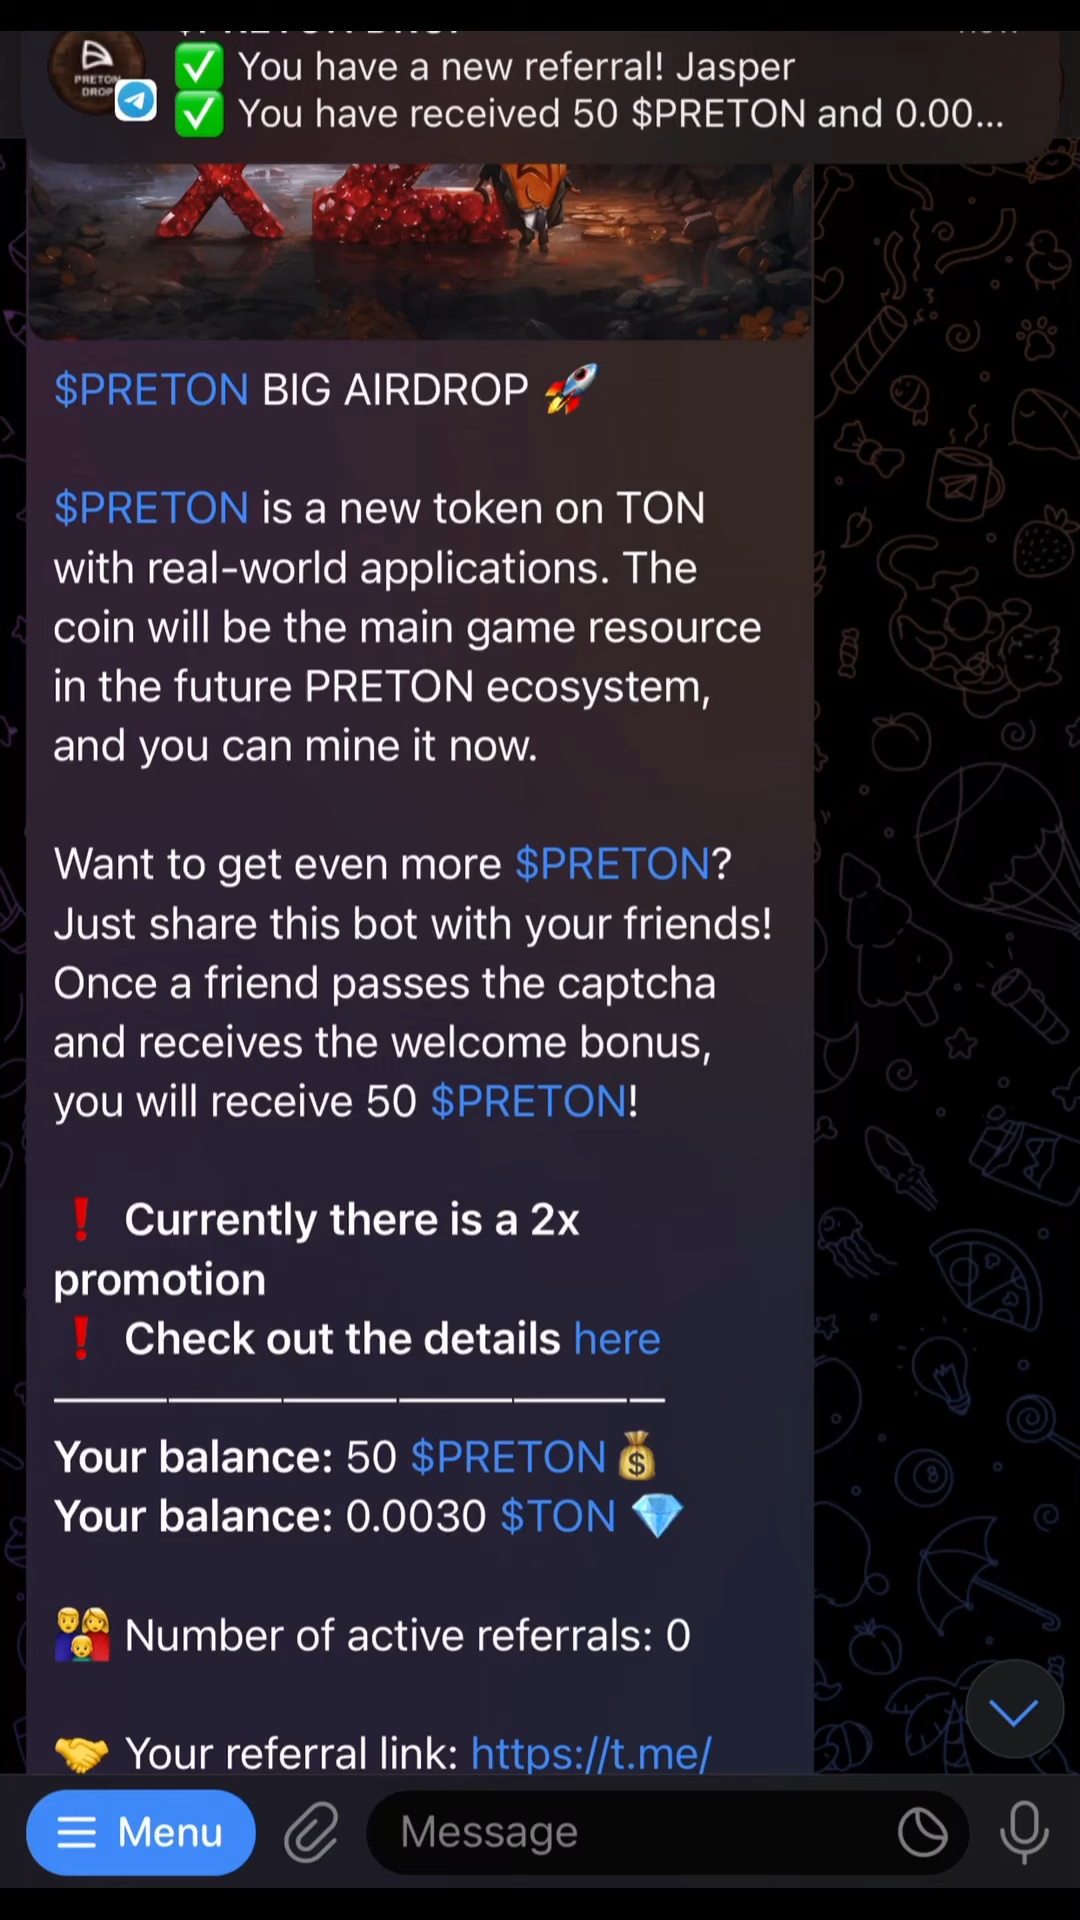 PRETON
DROP
✅ You have a new referral! Jasper
✅ You have received 50 $PRETON and 0.00...
X 2
$PRETON BIG AIRDROP 🚀
$PRETON is a new token on TON
with real-world applications. The
coin will be the main game resource
in the future PRETON ecosystem,
and you can mine it now.
Want to get even more $PRETON?
Just share this bot with your friends!
Once a friend passes the captcha
and receives the welcome bonus,
you will receive 50 $PRETON!
❗ Currently there is a 2x
promotion
❗ Check out the details here
Your balance: 50 $PRETON 💰
Your balance: 0.0030 $TON 💎
👨‍👩‍👦 Number of active referrals: 0
🤝 Your referral link: https://t.me/
Menu
Message